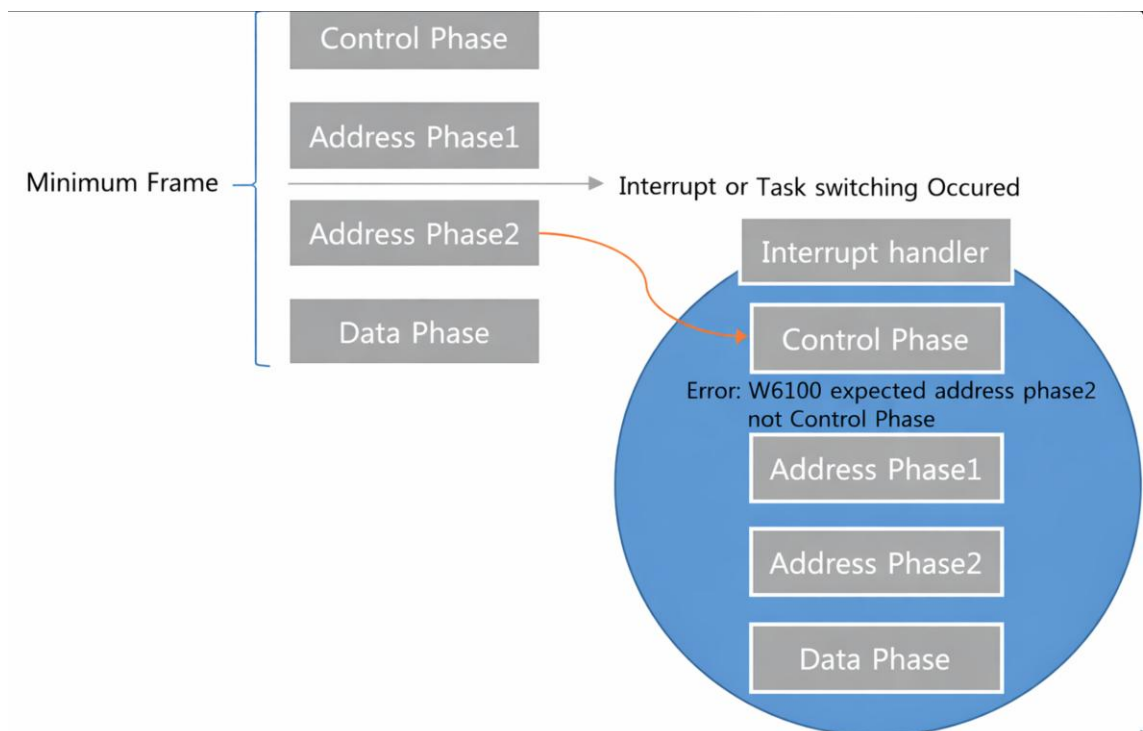 Control Phase
Address Phase1
Minimum Frame
Interrupt or Task switching Occured
Address Phase2
Interrupt handler
Data Phase
Control Phase
Error: W6100 expected address phase2
not Control Phase
Address Phase1
Address Phase2
Data Phase